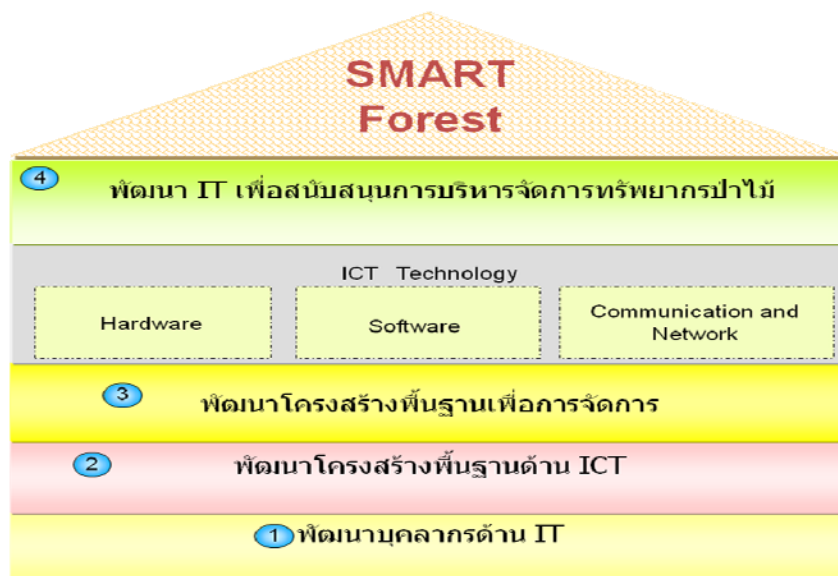 SMART
Forest
4
พัฒนา IT เพื่อสนับสนุนการบริหารจัดการทรัพยากรป่าไม้
ICT Technology
Hardware
Software
Communication and
Network
3
พัฒนาโครงสร้างพื้นฐานเพื่อการจัดการ
2
พัฒนาโครงสร้างพื้นฐานด้าน ICT
1 พัฒนาบุคลากรด้าน IT